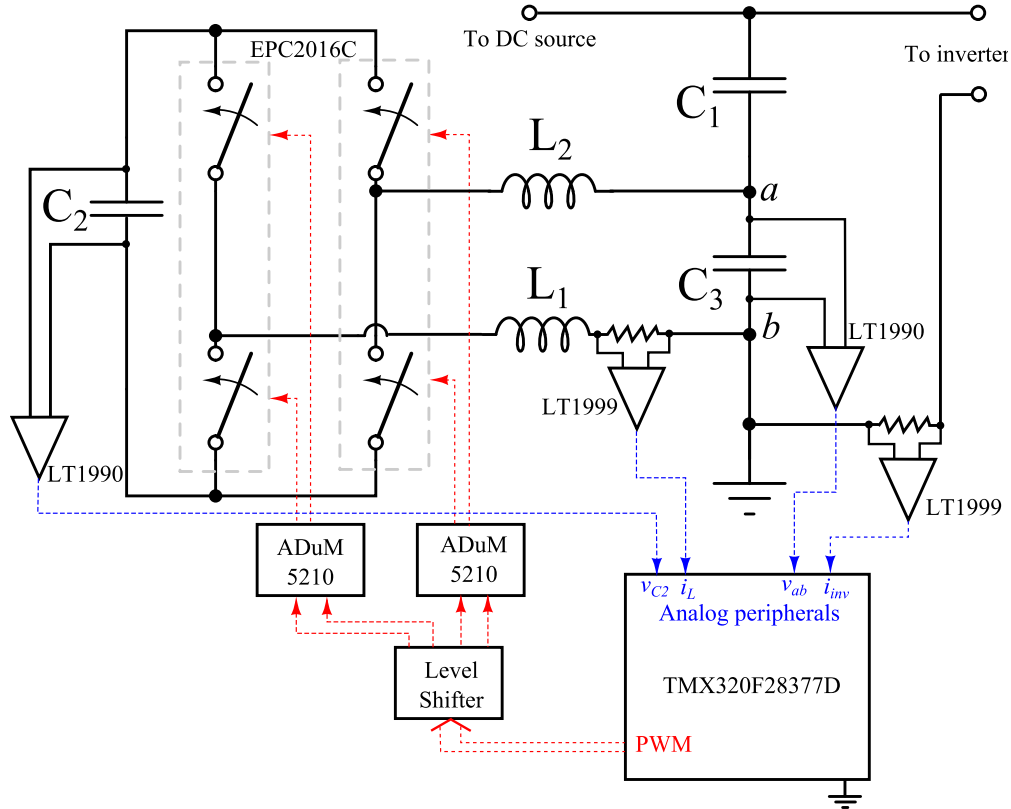 To DC source
EPC2016C
To inverter
C1
L2
a
C2
C3
L1
b
LT1990
LT1999
LT1990
LT1999
ADuM
5210
ADuM
5210
vC2 iL vab iinv
Analog peripherals
Level
Shifter
TMX320F28377D
PWM